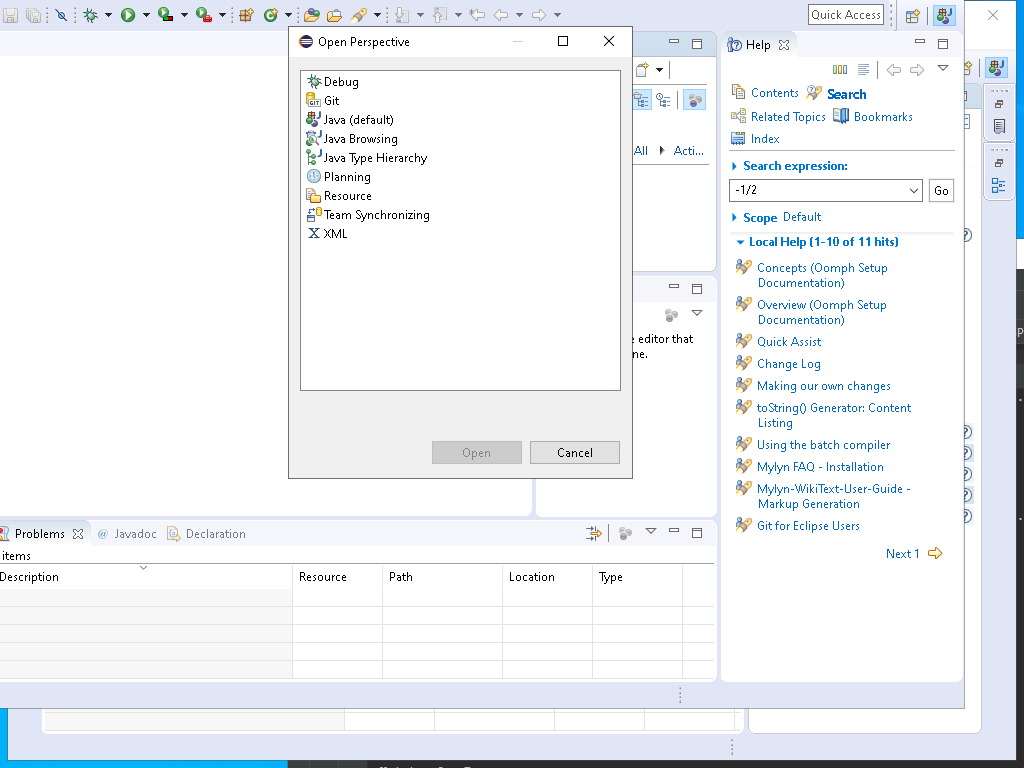 Quick Access
Open Perspective
Debug
Git
Java (default)
Java Browsing
Java Type Hierarchy
Planning
Resource
Team Synchronizing
XML
Open
Cancel
All
Acti...
editor that
ne.
Help
Contents
Search
Related Topics
Bookmarks
Index
Search expression:
-1/2
Go
Scope Default
Local Help (1-10 of 11 hits)
Concepts (Oomph Setup
Documentation)
Overview (Oomph Setup
Documentation)
Quick Assist
Change Log
Making our own changes
toString() Generator: Content
Listing
Using the batch compiler
Mylyn FAQ - Installation
Mylyn-WikiText-User-Guide -
Markup Generation
Git for Eclipse Users
Next 1
Problems
@ Javadoc
Declaration
items
Description
Resource
Path
Location
Type